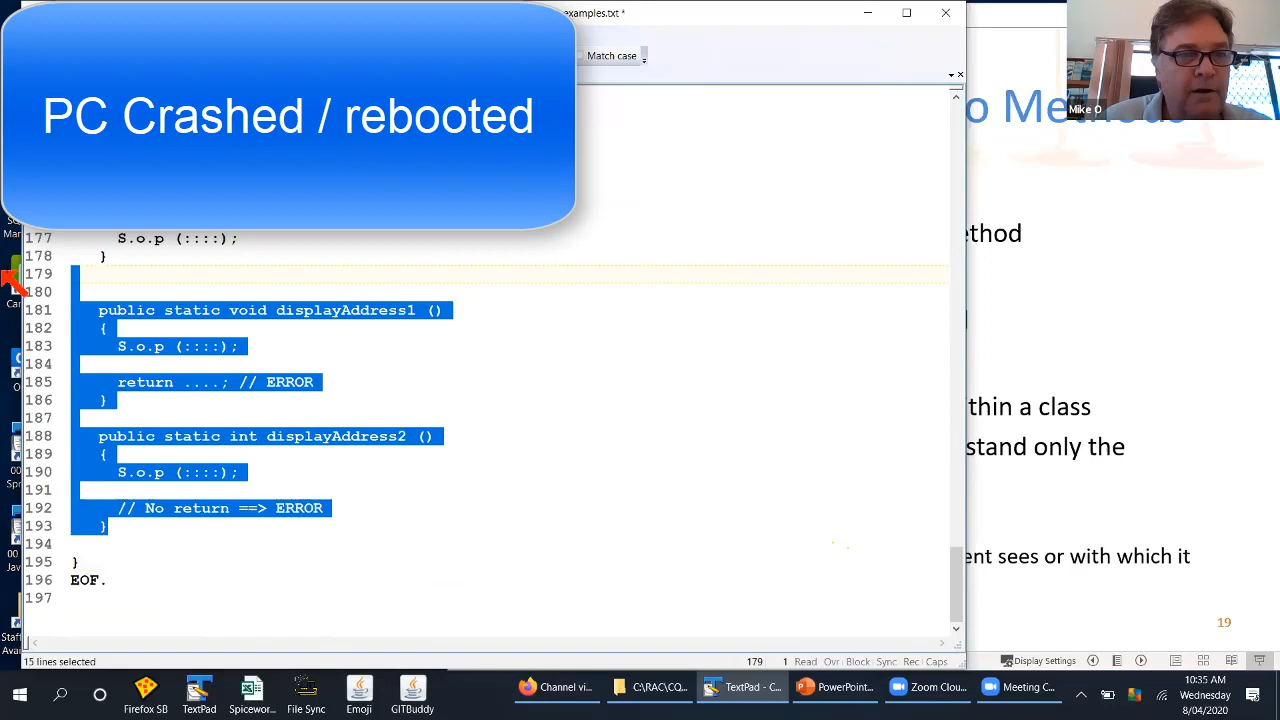 examples.txt *
Match case
PC Crashed / rebooted
Mike O
o Methods
ethod
thin a class
stand only the
ent sees or with which it
19
177 S.o.p (::::);
178 }
179
180
181 public static void displayAddress1 ()
182 {
183 S.o.p (::::);
184
185 return ....; // ERROR
186 }
187
188 public static int displayAddress2 ()
189 {
190 S.o.p (::::);
191
192 // No return ==> ERROR
193 }
194
195 }
196 EOF.
197
15 lines selected
179 1 Read Ovr Block Sync Rec Caps
Display Settings
Firefox SB
TextPad
Spicewor...
File Sync
Emoji
GITBuddy
Channel vi...
C:\RAC\CQ...
TextPad - C...
PowerPoint...
Zoom Clou...
Meeting C...
10:35 AM
Wednesday
8/04/2020